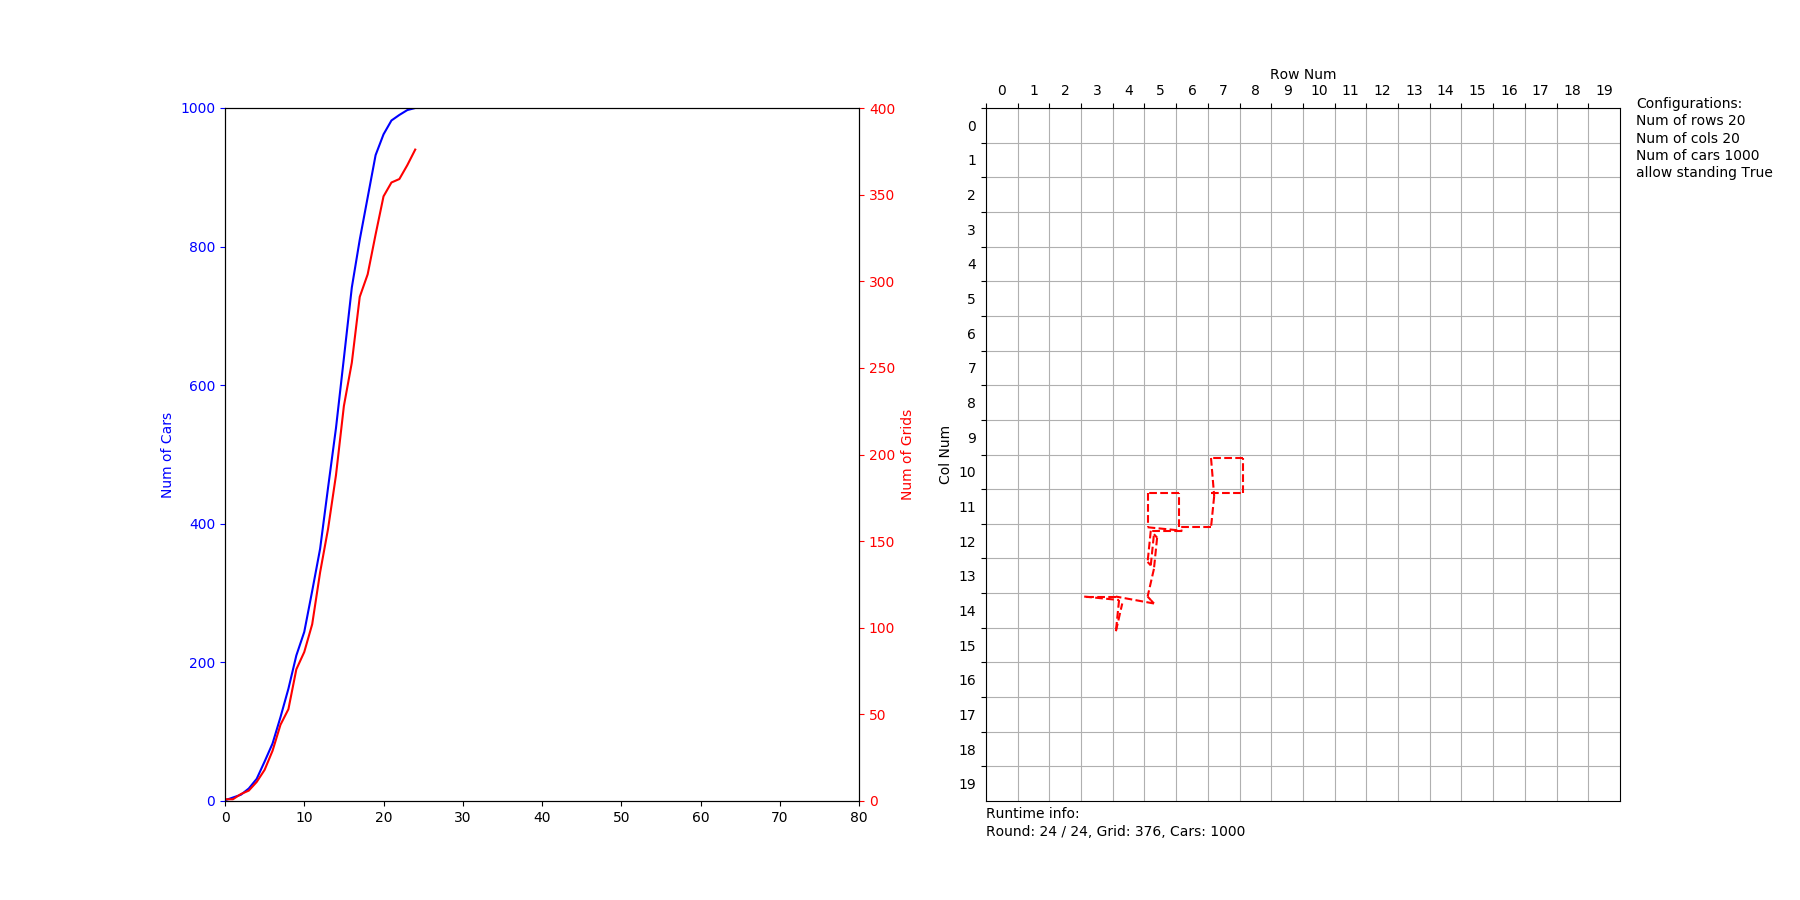 Num of Cars
1000
800
600
400
200
0
0 10 20 30 40 50 60 70 80
400
350
300
250
200
150
100
50
0
Num of Grids
Row Num
0 1 2 3 4 5 6 7 8 9 10 11 12 13 14 15 16 17 18 19
Col Num
0
1
2
3
4
5
6
7
8
9
10
11
12
13
14
15
16
17
18
19
Configurations:
Num of rows 20
Num of cols 20
Num of cars 1000
allow standing True
Runtime info:
Round: 24 / 24, Grid: 376, Cars: 1000